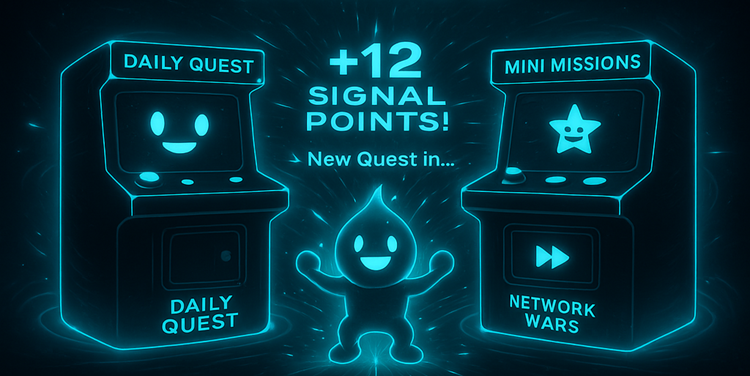 DAILY QUEST
+12
SIGNAL
POINTS!
New Quest in...
MINI MISSIONS
DAILY
QUEST
NETWORK
WARS